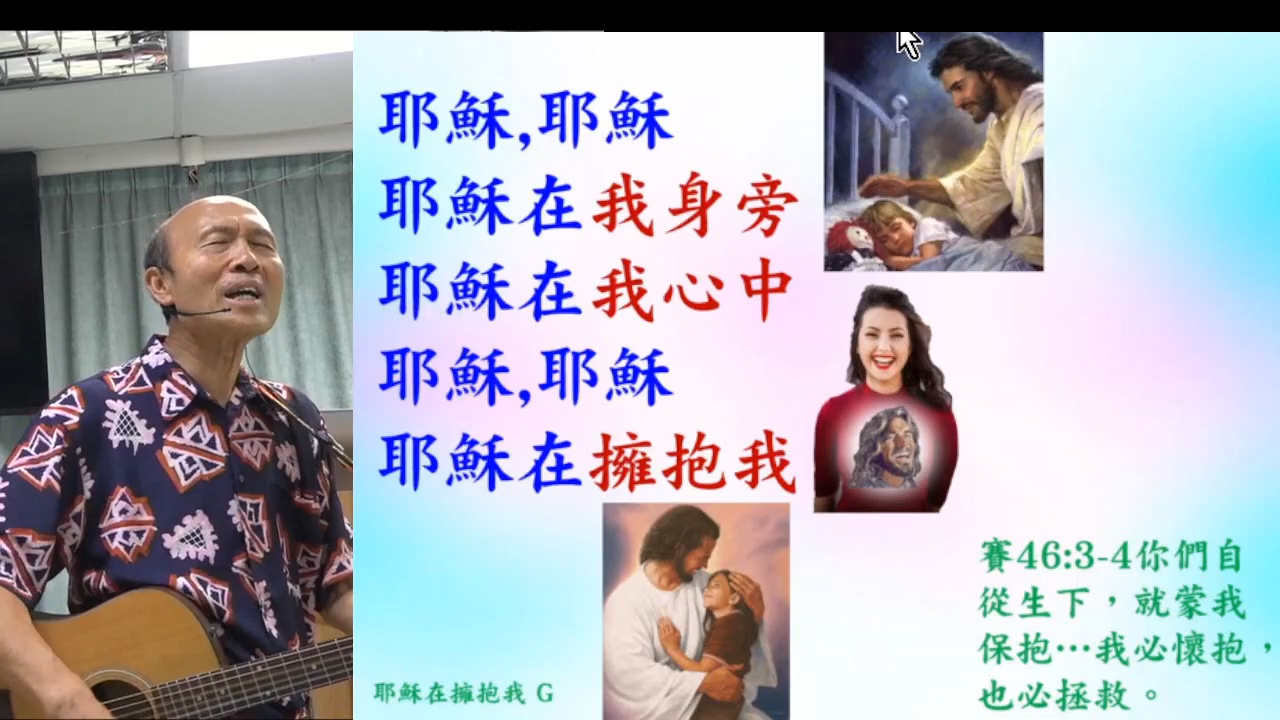 耶穌,耶穌
耶穌在我身旁
耶穌在我心中
耶穌,耶穌
耶穌在擁抱我
賽46:3-4你們自
從生下，就蒙我
保抱…我必懷抱，
也必拯救。
耶穌在擁抱我 G